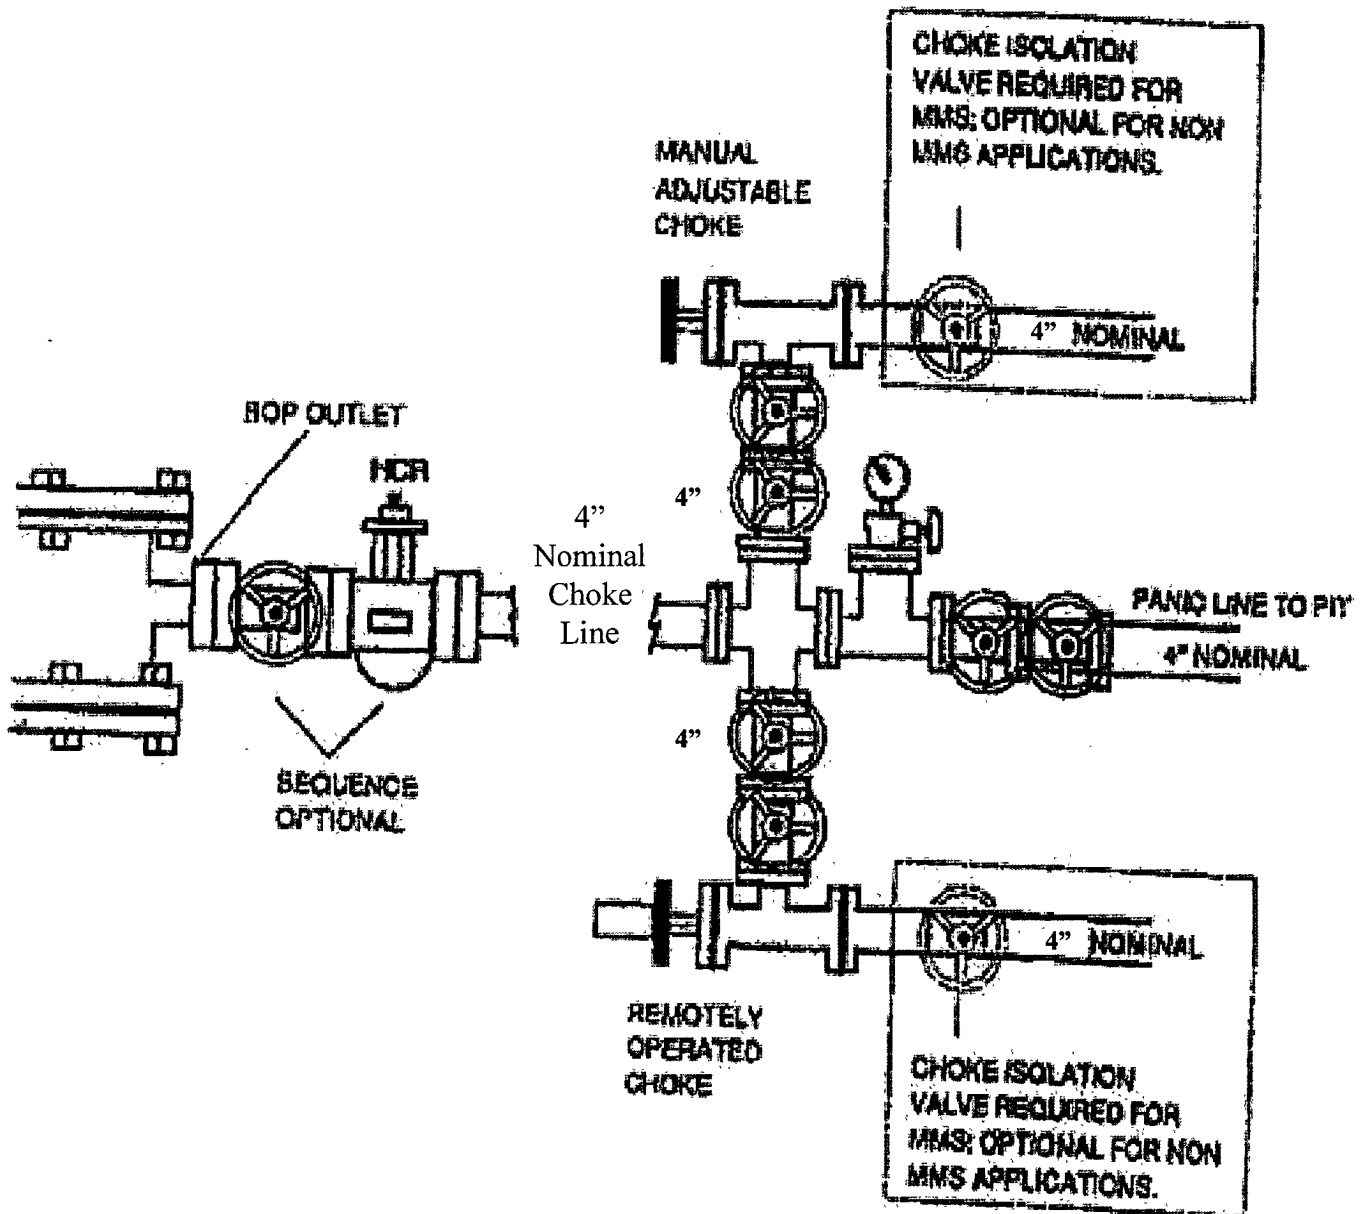 CHOKE ISOLATION
VALVE REQUIRED FOR
MMS; OPTIONAL FOR NON
MMS APPLICATIONS.
MANUAL
ADJUSTABLE
CHOKE
4” NOMINAL
BOP OUTLET
HCR
4”
4”
Nominal
Choke
Line
PANIC LINE TO PIT
4" NOMINAL
4”
SEQUENCE
OPTIONAL
4” NOMINAL
REMOTELY
OPERATED
CHOKE
CHOKE ISOLATION
VALVE REQUIRED FOR
MMS; OPTIONAL FOR NON
MMS APPLICATIONS.